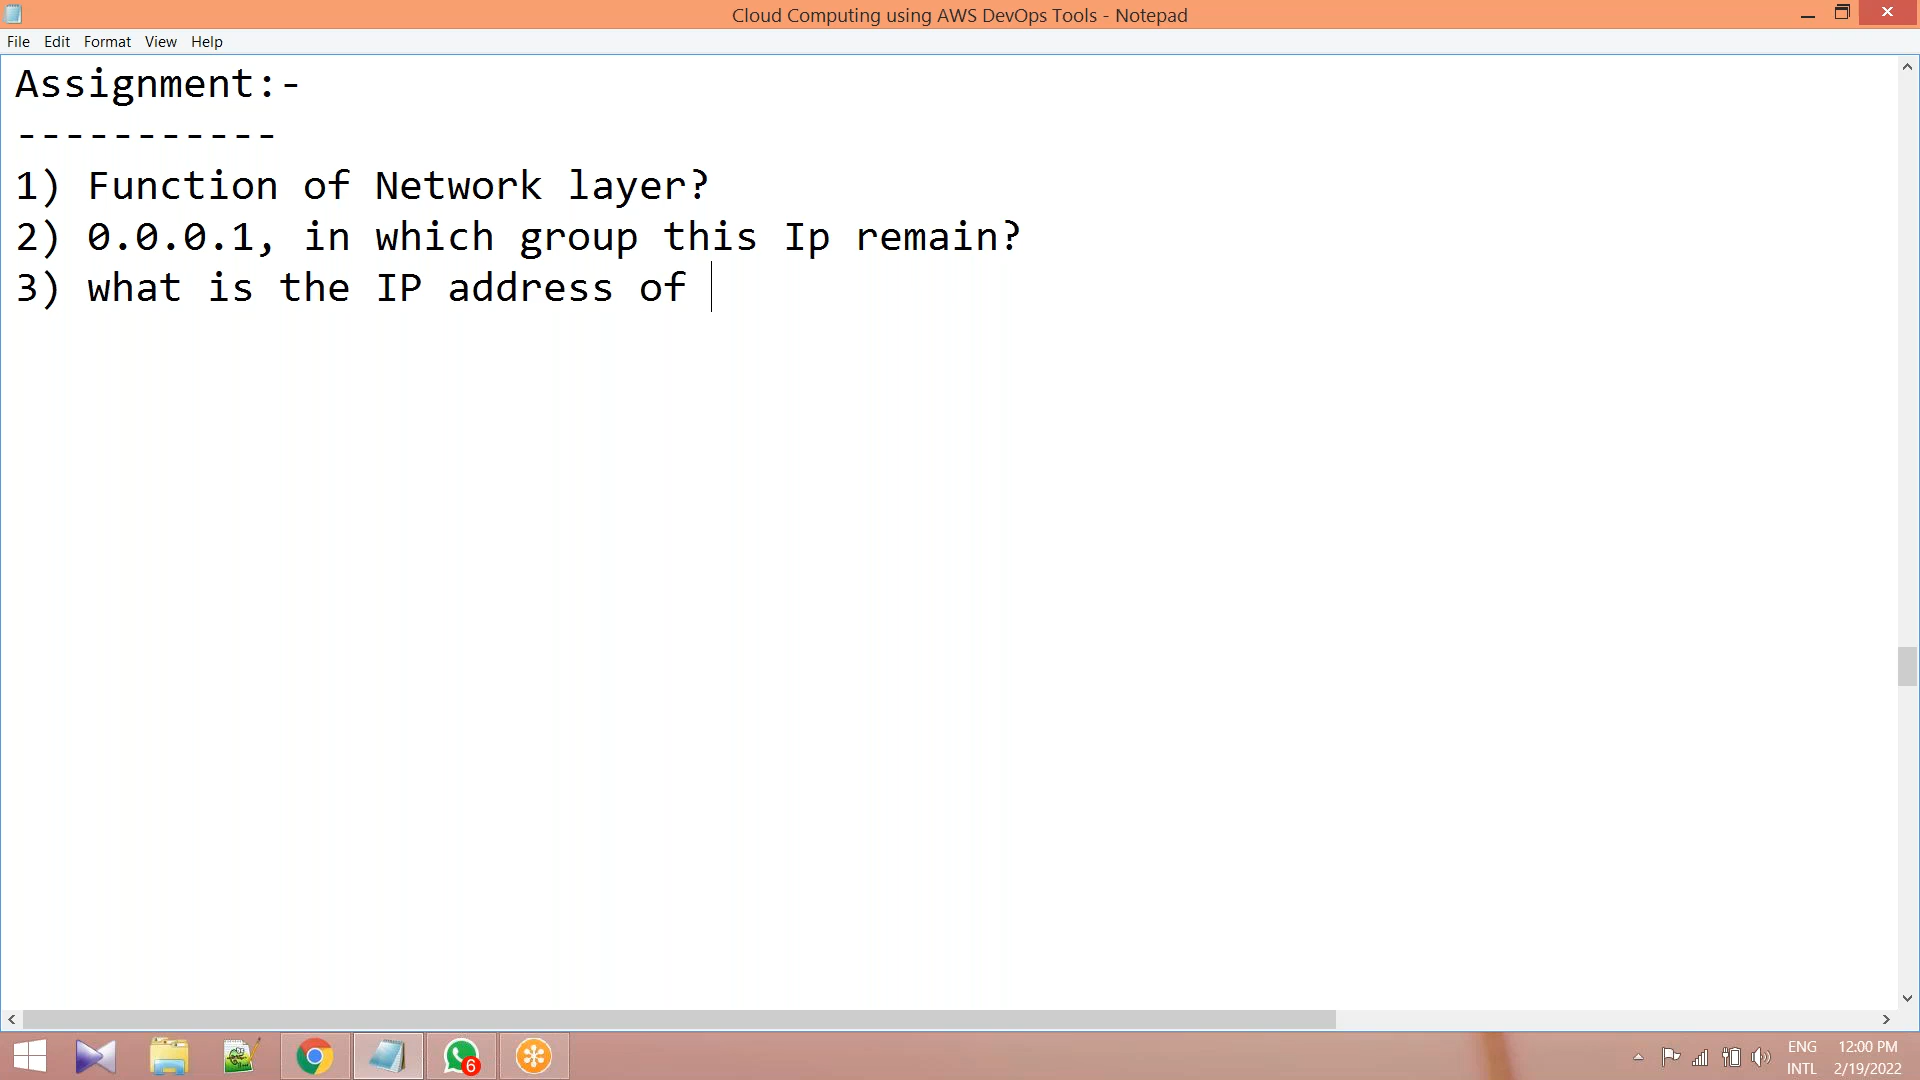 Cloud Computing using AWS DevOps Tools - Notepad
File Edit Format View Help
Assignment:-
-----------
1) Function of Network layer?
2) 0.0.0.1, in which group this Ip remain?
3) what is the IP address of
6
ENG 12:00 PM
INTL 2/19/2022